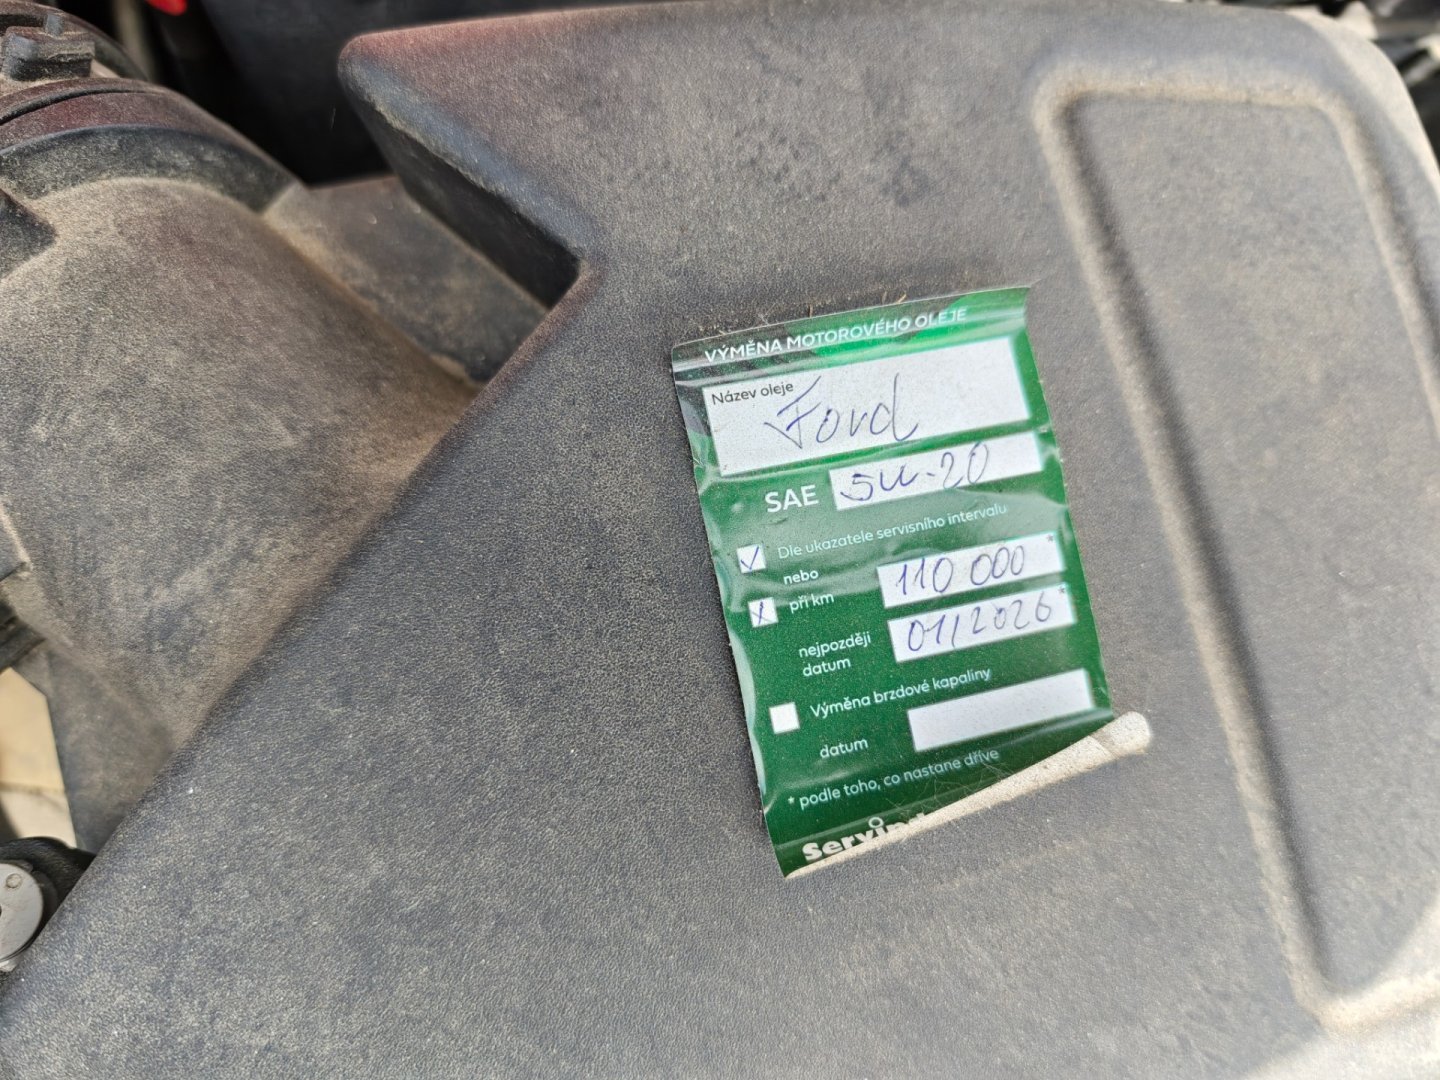 VÝMĚNA MOTOROVÉHO OLEJE
Název oleje
Ford
SAE 5W-20
Dle ukazatele servisního intervalu
nebo
při km 110 000*
nejpozději
datum 01/2026*
Výměna brzdové kapaliny
datum
* podle toho, co nastane dříve